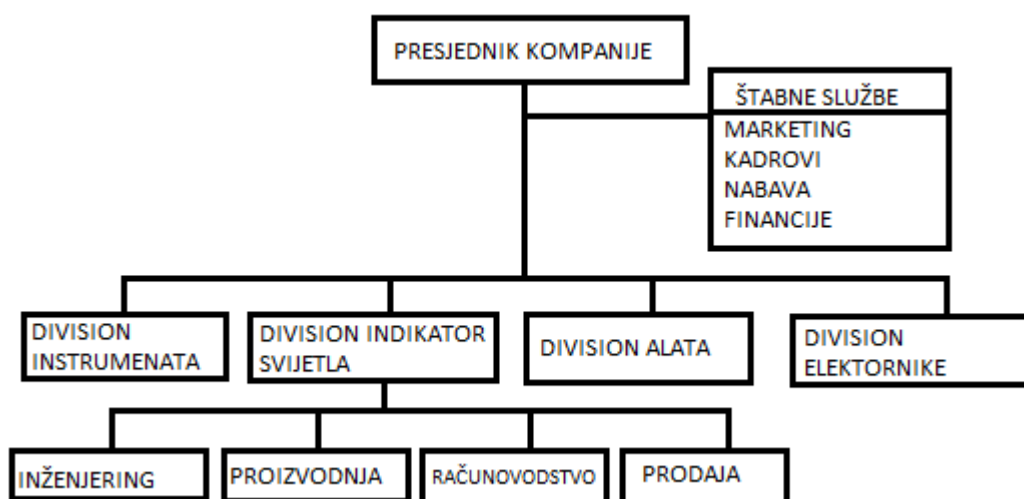 PRESJEDNIK KOMPANIJE
ŠTABNE SLUŽBE
MARKETING
KADROVI
NABAVA
FINANCIJE
DIVISION
INSTRUMENATA
DIVISION INDIKATOR
SVIJETLA
DIVISION ALATA
DIVISION
ELEKTORNIKE
INŽENJERING
PROIZVODNJA
RAČUNOVODSTVO
PRODAJA